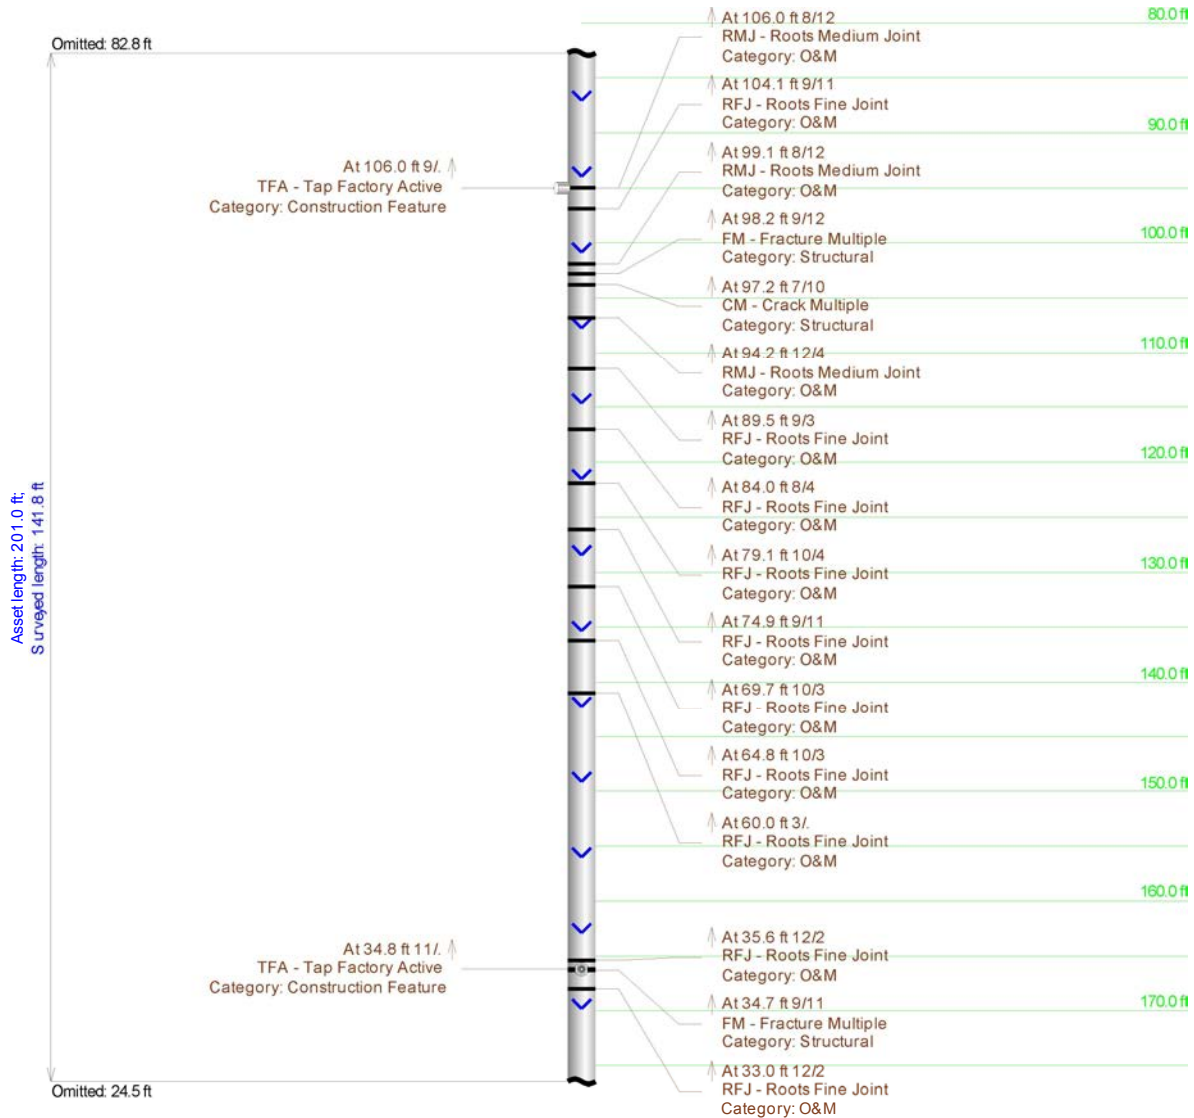 Omitted: 82.8 ft
At 106.0 ft 9/.
TFA - Tap Factory Active
Category: Construction Feature
Asset length: 201.0 ft;
Surveyed length: 141.8 ft
At 34.8 ft 11/.
TFA - Tap Factory Active
Category: Construction Feature
Omitted: 24.5 ft
At 106.0 ft 8/12
RMJ - Roots Medium Joint
Category: O&M
At 104.1 ft 9/11
RFJ - Roots Fine Joint
Category: O&M
At 99.1 ft 8/12
RMJ - Roots Medium Joint
Category: O&M
At 98.2 ft 9/12
FM - Fracture Multiple
Category: Structural
At 97.2 ft 7/10
CM - Crack Multiple
Category: Structural
At 94.2 ft 12/4
RMJ - Roots Medium Joint
Category: O&M
At 89.5 ft 9/3
RFJ - Roots Fine Joint
Category: O&M
At 84.0 ft 8/4
RFJ - Roots Fine Joint
Category: O&M
At 79.1 ft 10/4
RFJ - Roots Fine Joint
Category: O&M
At 74.9 ft 9/11
RFJ - Roots Fine Joint
Category: O&M
At 69.7 ft 10/3
RFJ - Roots Fine Joint
Category: O&M
At 64.8 ft 10/3
RFJ - Roots Fine Joint
Category: O&M
At 60.0 ft 3/.
RFJ - Roots Fine Joint
Category: O&M
At 35.6 ft 12/2
RFJ - Roots Fine Joint
Category: O&M
At 34.7 ft 9/11
FM - Fracture Multiple
Category: Structural
At 33.0 ft 12/2
RFJ - Roots Fine Joint
Category: O&M
80.0 ft
90.0 ft
100.0 ft
110.0 ft
120.0 ft
130.0 ft
140.0 ft
150.0 ft
160.0 ft
170.0 ft